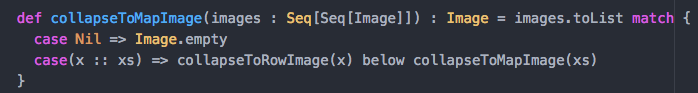 def collapseToMapImage(images : Seq[Seq[Image]]) : Image = images.toList match {
case Nil => Image.empty
case(x :: xs) => collapseToRowImage(x) below collapseToMapImage(xs)
}